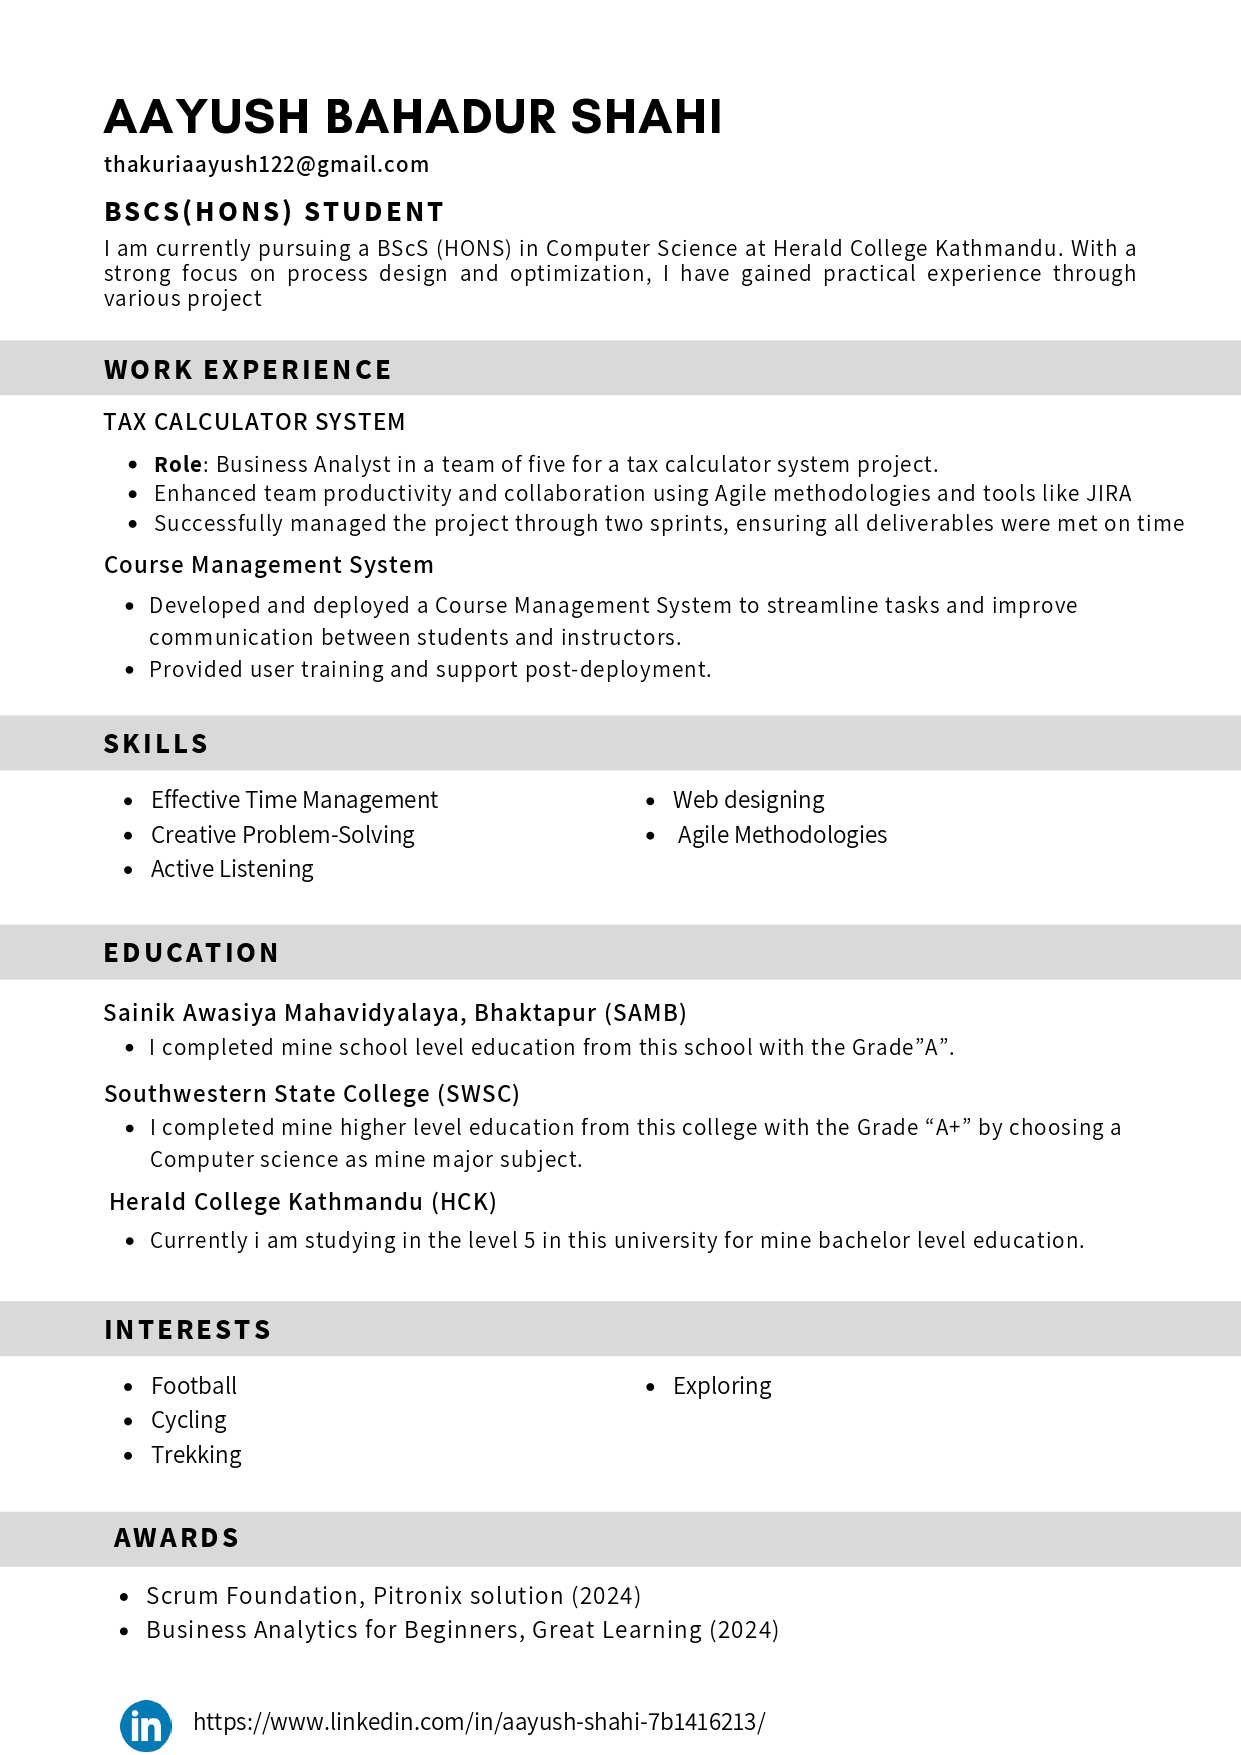 AAYUSH BAHADUR SHAHI
thakuriaayush122@gmail.com
BSCS(HONS) STUDENT
I am currently pursuing a BScS (HONS) in Computer Science at Herald College Kathmandu. With a
strong focus on process design and optimization, I have gained practical experience through
various project
WORK EXPERIENCE
TAX CALCULATOR SYSTEM
• Role: Business Analyst in a team of five for a tax calculator system project.
• Enhanced team productivity and collaboration using Agile methodologies and tools like JIRA
• Successfully managed the project through two sprints, ensuring all deliverables were met on time
Course Management System
• Developed and deployed a Course Management System to streamline tasks and improve
communication between students and instructors.
• Provided user training and support post-deployment.
SKILLS
• Effective Time Management
• Creative Problem-Solving
• Active Listening
• Web designing
• Agile Methodologies
EDUCATION
Sainik Awasiya Mahavidyalaya, Bhaktapur (SAMB)
• I completed mine school level education from this school with the Grade”A”.
Southwestern State College (SWSC)
• I completed mine higher level education from this college with the Grade “A+” by choosing a
Computer science as mine major subject.
Herald College Kathmandu (HCK)
• Currently i am studying in the level 5 in this university for mine bachelor level education.
INTERESTS
• Football
• Cycling
• Trekking
• Exploring
AWARDS
• Scrum Foundation, Pitronix solution (2024)
• Business Analytics for Beginners, Great Learning (2024)
in https://www.linkedin.com/in/aayush-shahi-7b1416213/